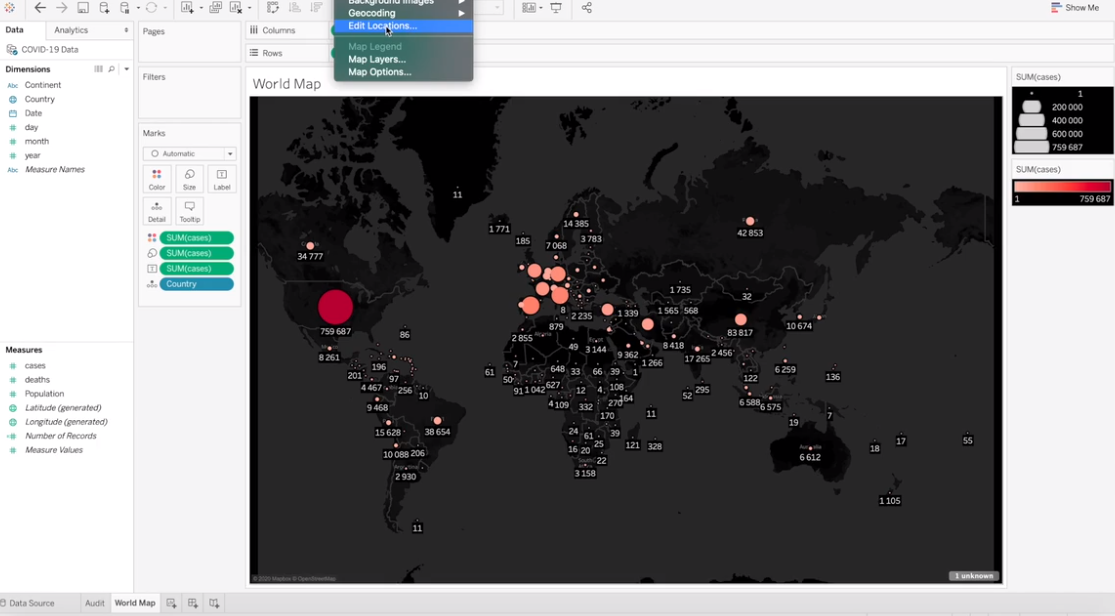 Background Images
Geocoding
Edit Locations...
Map Legend
Map Layers...
Map Options...
Show Me
Data
Analytics
COVID-19 Data
Dimensions
Abc Continent
Country
Date
day
month
year
Abc Measure Names
Measures
cases
deaths
Population
Latitude (generated)
Longitude (generated)
Number of Records
Measure Values
Pages
Filters
Marks
Automatic
Color
Size
Label
Detail
Tooltip
SUM(cases)
SUM(cases)
SUM(cases)
Country
Columns
Rows
World Map
11
1 771
185
14 385
7 068
3 783
42 853
34 777
759 687
8 261
86
1 735
32
1 565
568
8
2 235
1 339
879
2 855
83 817
10 674
49
3 144
9 362
1 266
8 418
17 265
2 456
6 259
196
201
97
4 467
256
10
9 468
61
7
50
648
33
66
39
1
91
1 042
627
12
4
108
164
4 109
332
270
170
122
136
52
295
6 588
6 575
11
19
7
15 628
38 654
24
61
39
25
121
328
16
20
22
10 088
206
2 930
3 158
Australia
6 612
18
17
55
1 105
11
© 2020 Mapbox © OpenStreetMap
1 unknown
SUM(cases)
1
200 000
400 000
600 000
759 687
SUM(cases)
1
759 687
Data Source
Audit
World Map